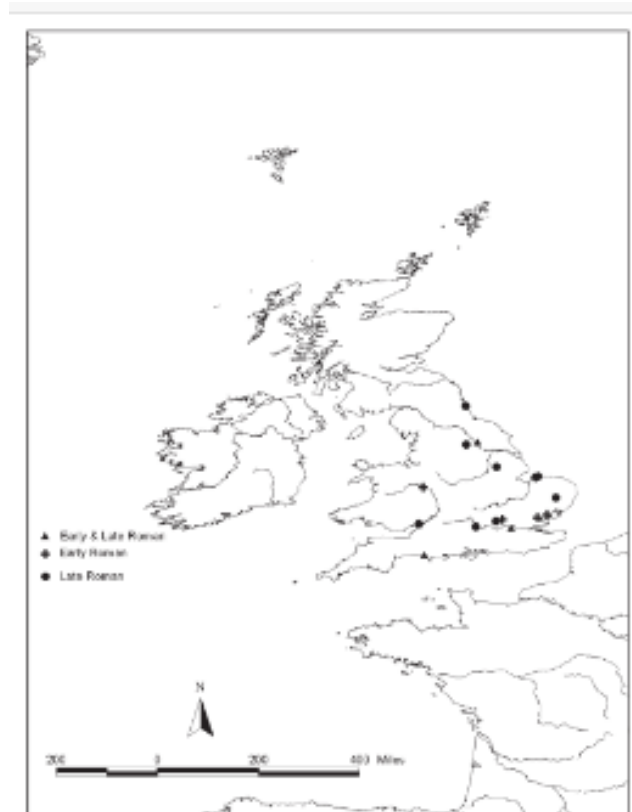 Early & Late Roman
Early Roman
Late Roman
N
200 0 200 400 Miles